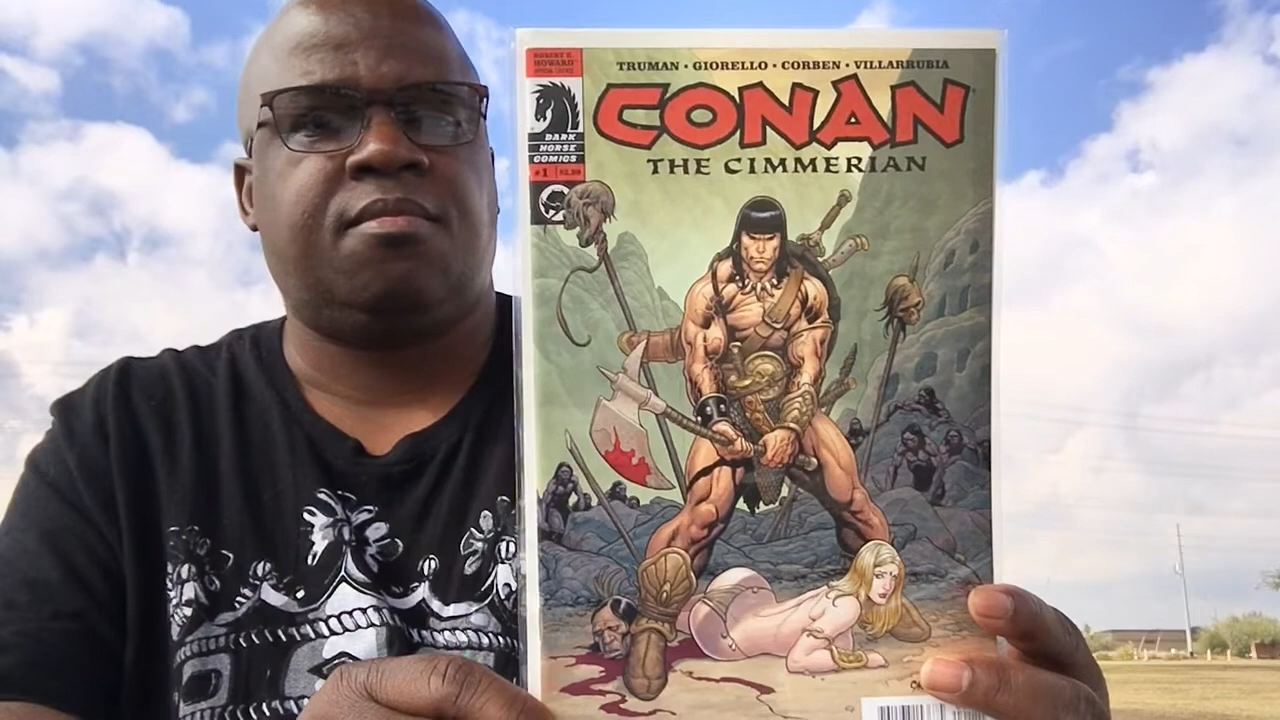 ROBERT E.
HOWARD
TRUMAN • GIORELLO • CORBEN • VILLARRUBIA
CONAN
THE CIMMERIAN
DARK
HORSE
COMICS
#1 $2.99